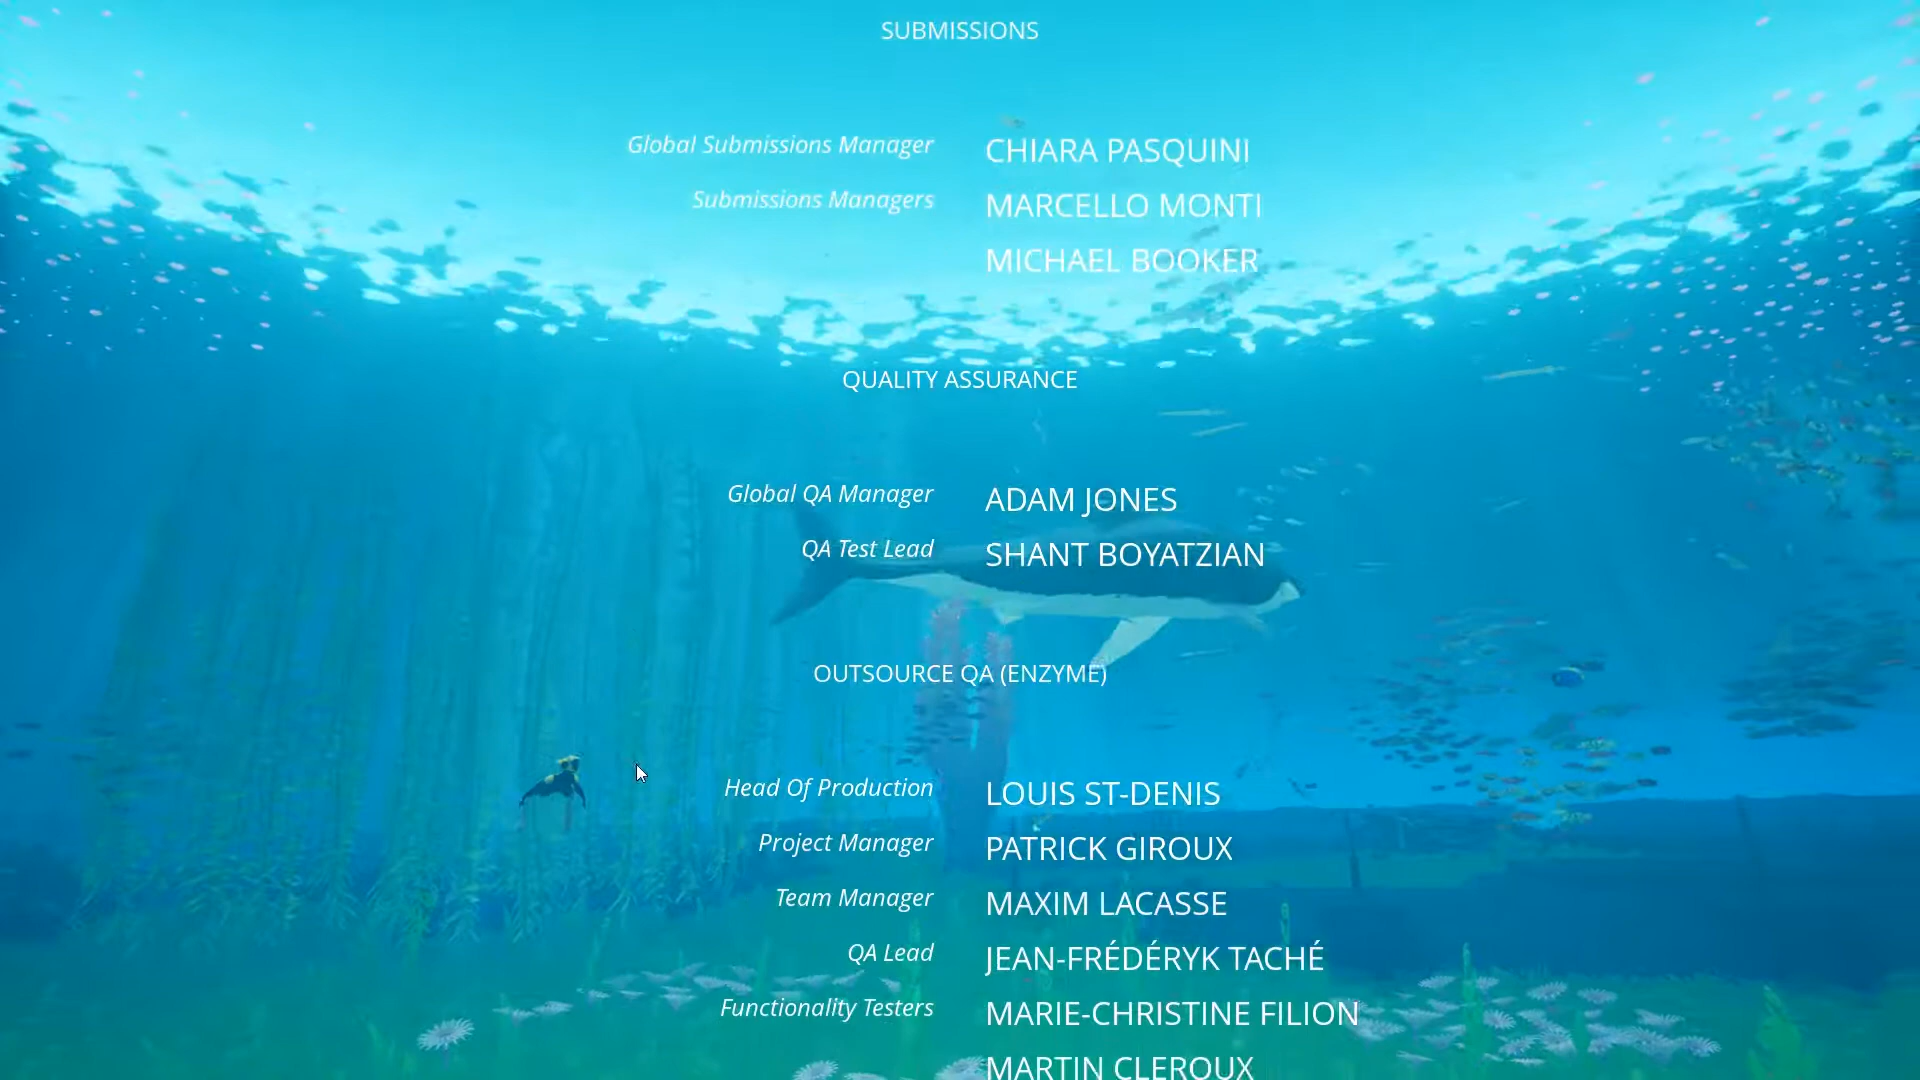 SUBMISSIONS
Global Submissions Manager CHIARA PASQUINI
Submissions Managers MARCELLO MONTI
MICHAEL BOOKER
QUALITY ASSURANCE
Global QA Manager ADAM JONES
QA Test Lead SHANT BOYATZIAN
OUTSOURCE QA (ENZYME)
Head Of Production LOUIS ST-DENIS
Project Manager PATRICK GIROUX
Team Manager MAXIM LACASSE
QA Lead JEAN-FRÉDÉRYK TACHÉ
Functionality Testers MARIE-CHRISTINE FILION
MARTIN CLEROUX